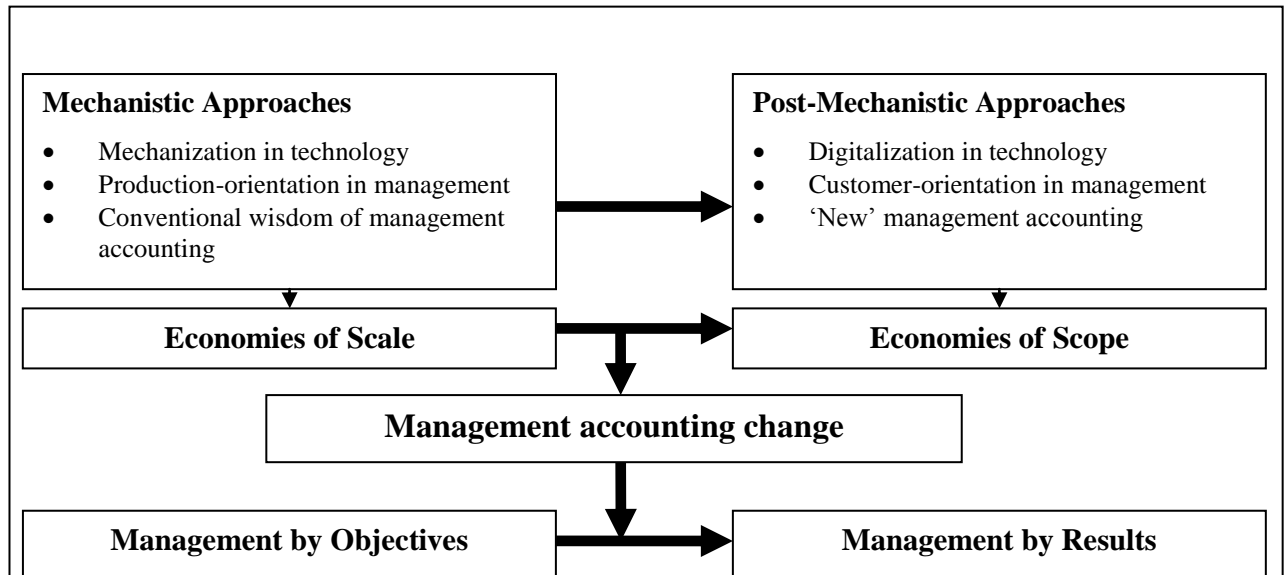 Mechanistic Approaches
• Mechanization in technology
• Production-orientation in management
• Conventional wisdom of management
accounting
Post-Mechanistic Approaches
• Digitalization in technology
• Customer-orientation in management
• ‘New’ management accounting
Economies of Scale
Economies of Scope
Management accounting change
Management by Objectives
Management by Results